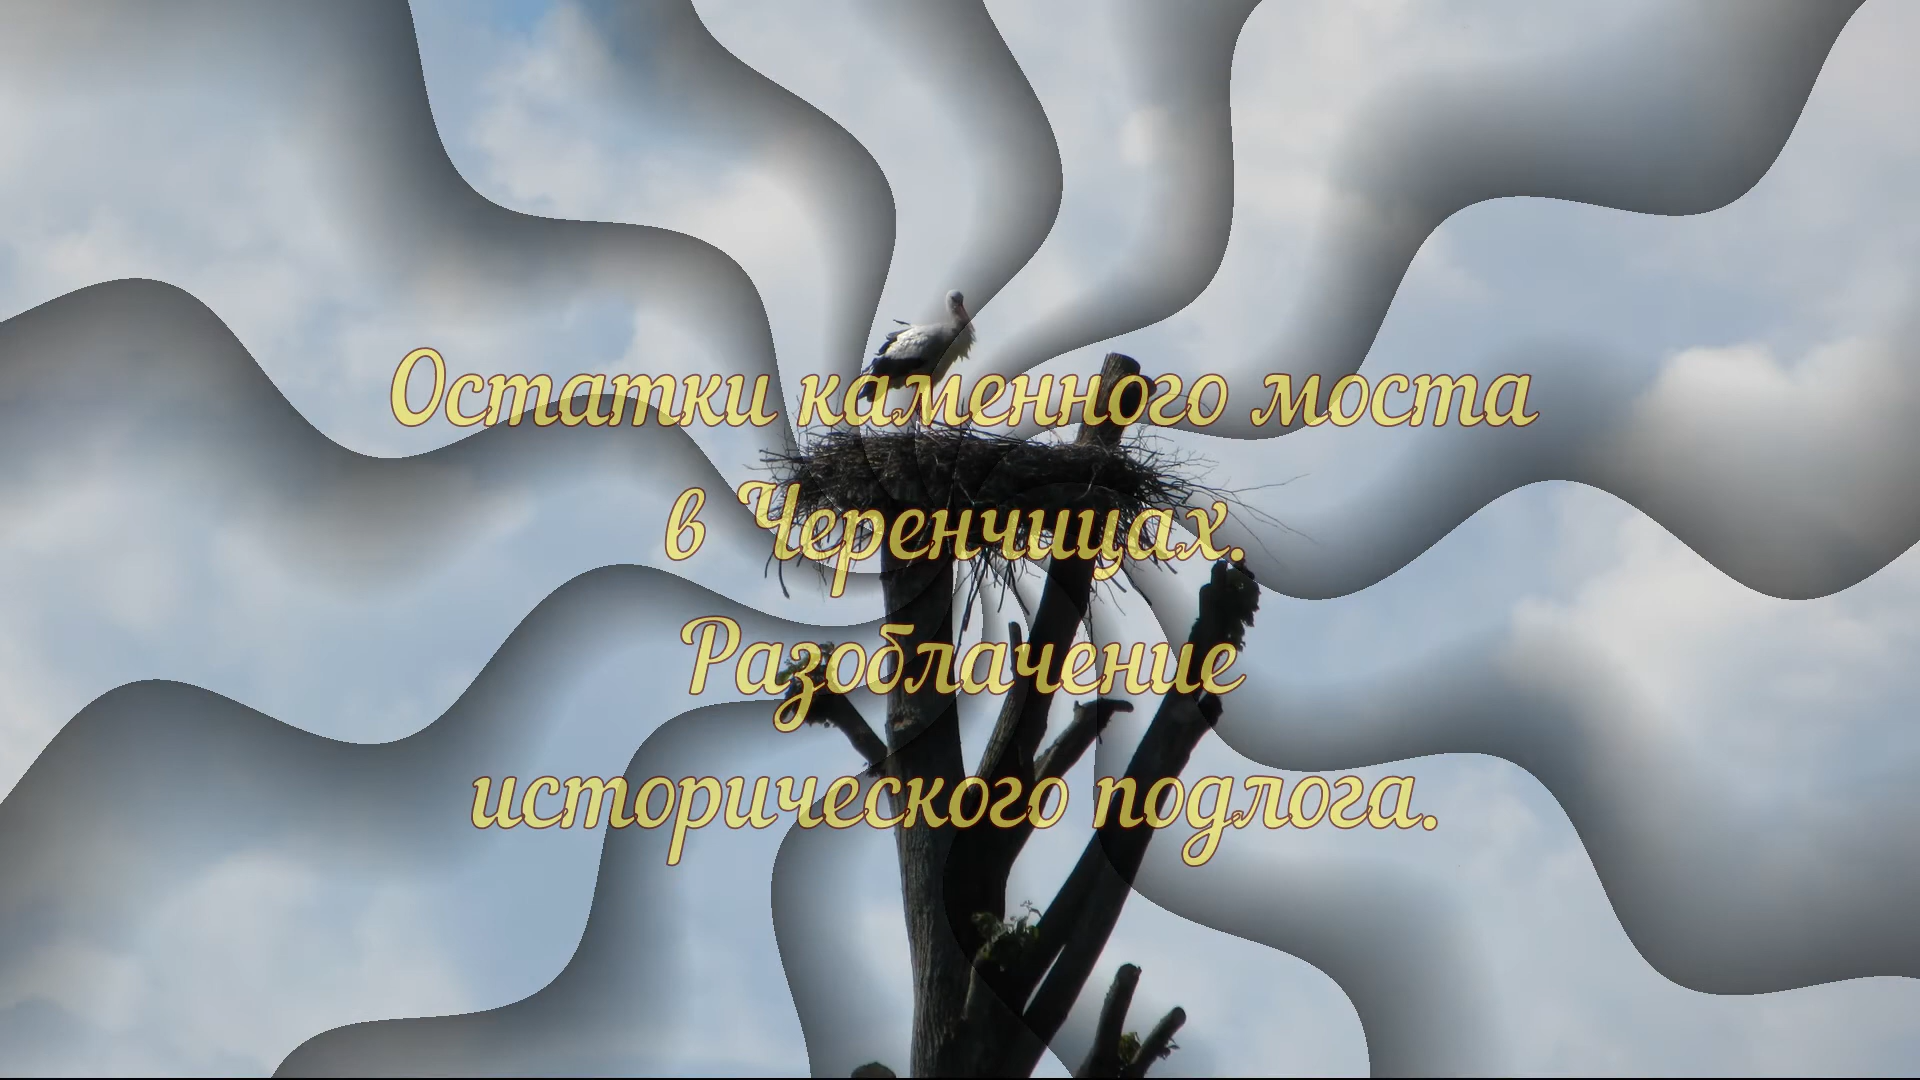 Остатки каменного моста
в Черенчицах.
Разоблачение
исторического подлога.